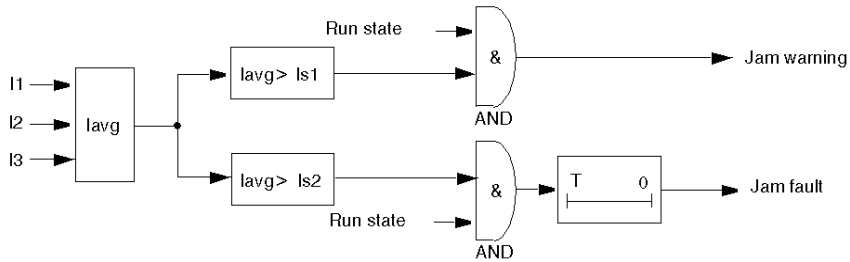 Run state
I1
I2
I3
Iavg
Iavg> Is1
&
AND
Jam warning
Iavg> Is2
Run state
&
AND
T 0
Jam fault